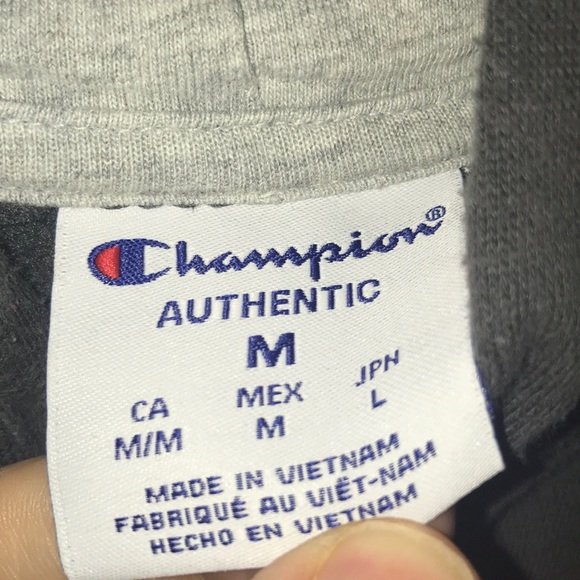 Champion®
AUTHENTIC
M
CA MEX JPN
M/M M L
MADE IN VIETNAM
FABRIQUÉ AU VIÊT-NAM
HECHO EN VIETNAM